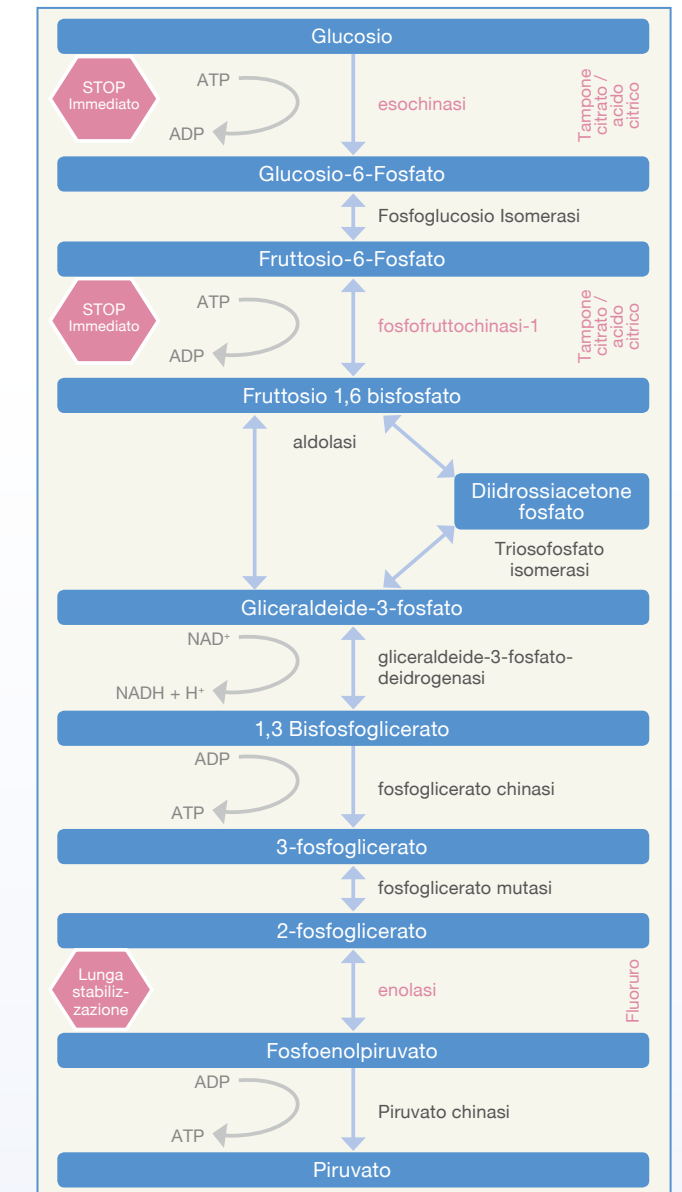 Glucosio
STOP
Immediato
ATP
ADP
esochinasi
Tampone
citrato /
acido
citrico
Glucosio-6-Fosfato
Fosfoglucosio Isomerasi
Fruttosio-6-Fosfato
STOP
Immediato
ATP
ADP
fosfofruttochinasi-1
Tampone
citrato /
acido
citrico
Fruttosio 1,6 bisfosfato
aldolasi
Diidrossiacetone
fosfato
Triosofosfato
isomerasi
Gliceraldeide-3-fosfato
NAD⁺
NADH + H⁺
gliceraldeide-3-fosfato-
deidrogenasi
1,3 Bisfosfoglicerato
ADP
ATP
fosfoglicerato chinasi
3-fosfoglicerato
fosfoglicerato mutasi
2-fosfoglicerato
Lunga
stabiliz-
zazione
enolasi
Fluoruro
Fosfoenolpiruvato
ADP
ATP
Piruvato chinasi
Piruvato